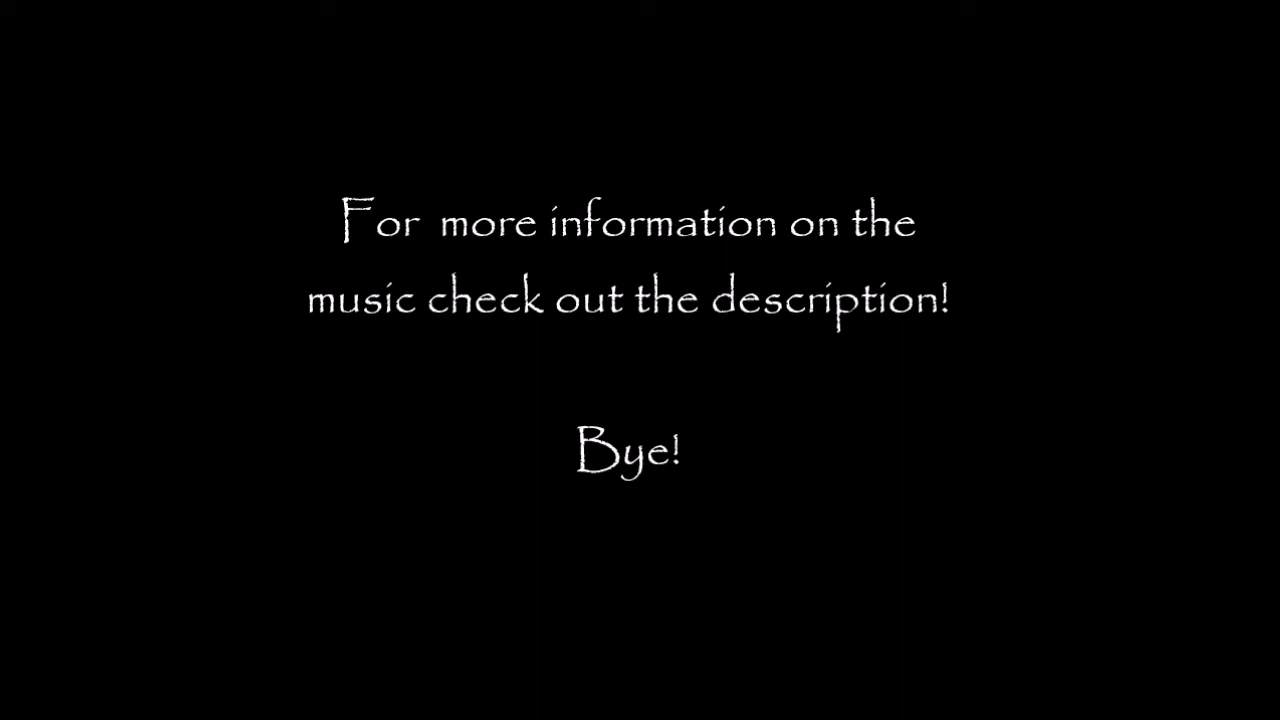 For more information on the
music check out the description!
Bye!